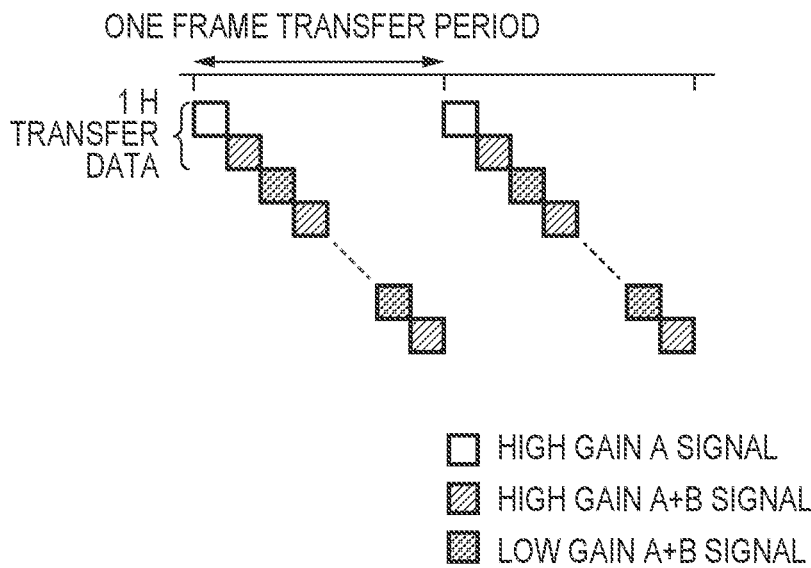 ONE FRAME TRANSFER PERIOD
1 H
TRANSFER
DATA
HIGH GAIN A SIGNAL
HIGH GAIN A+B SIGNAL
LOW GAIN A+B SIGNAL